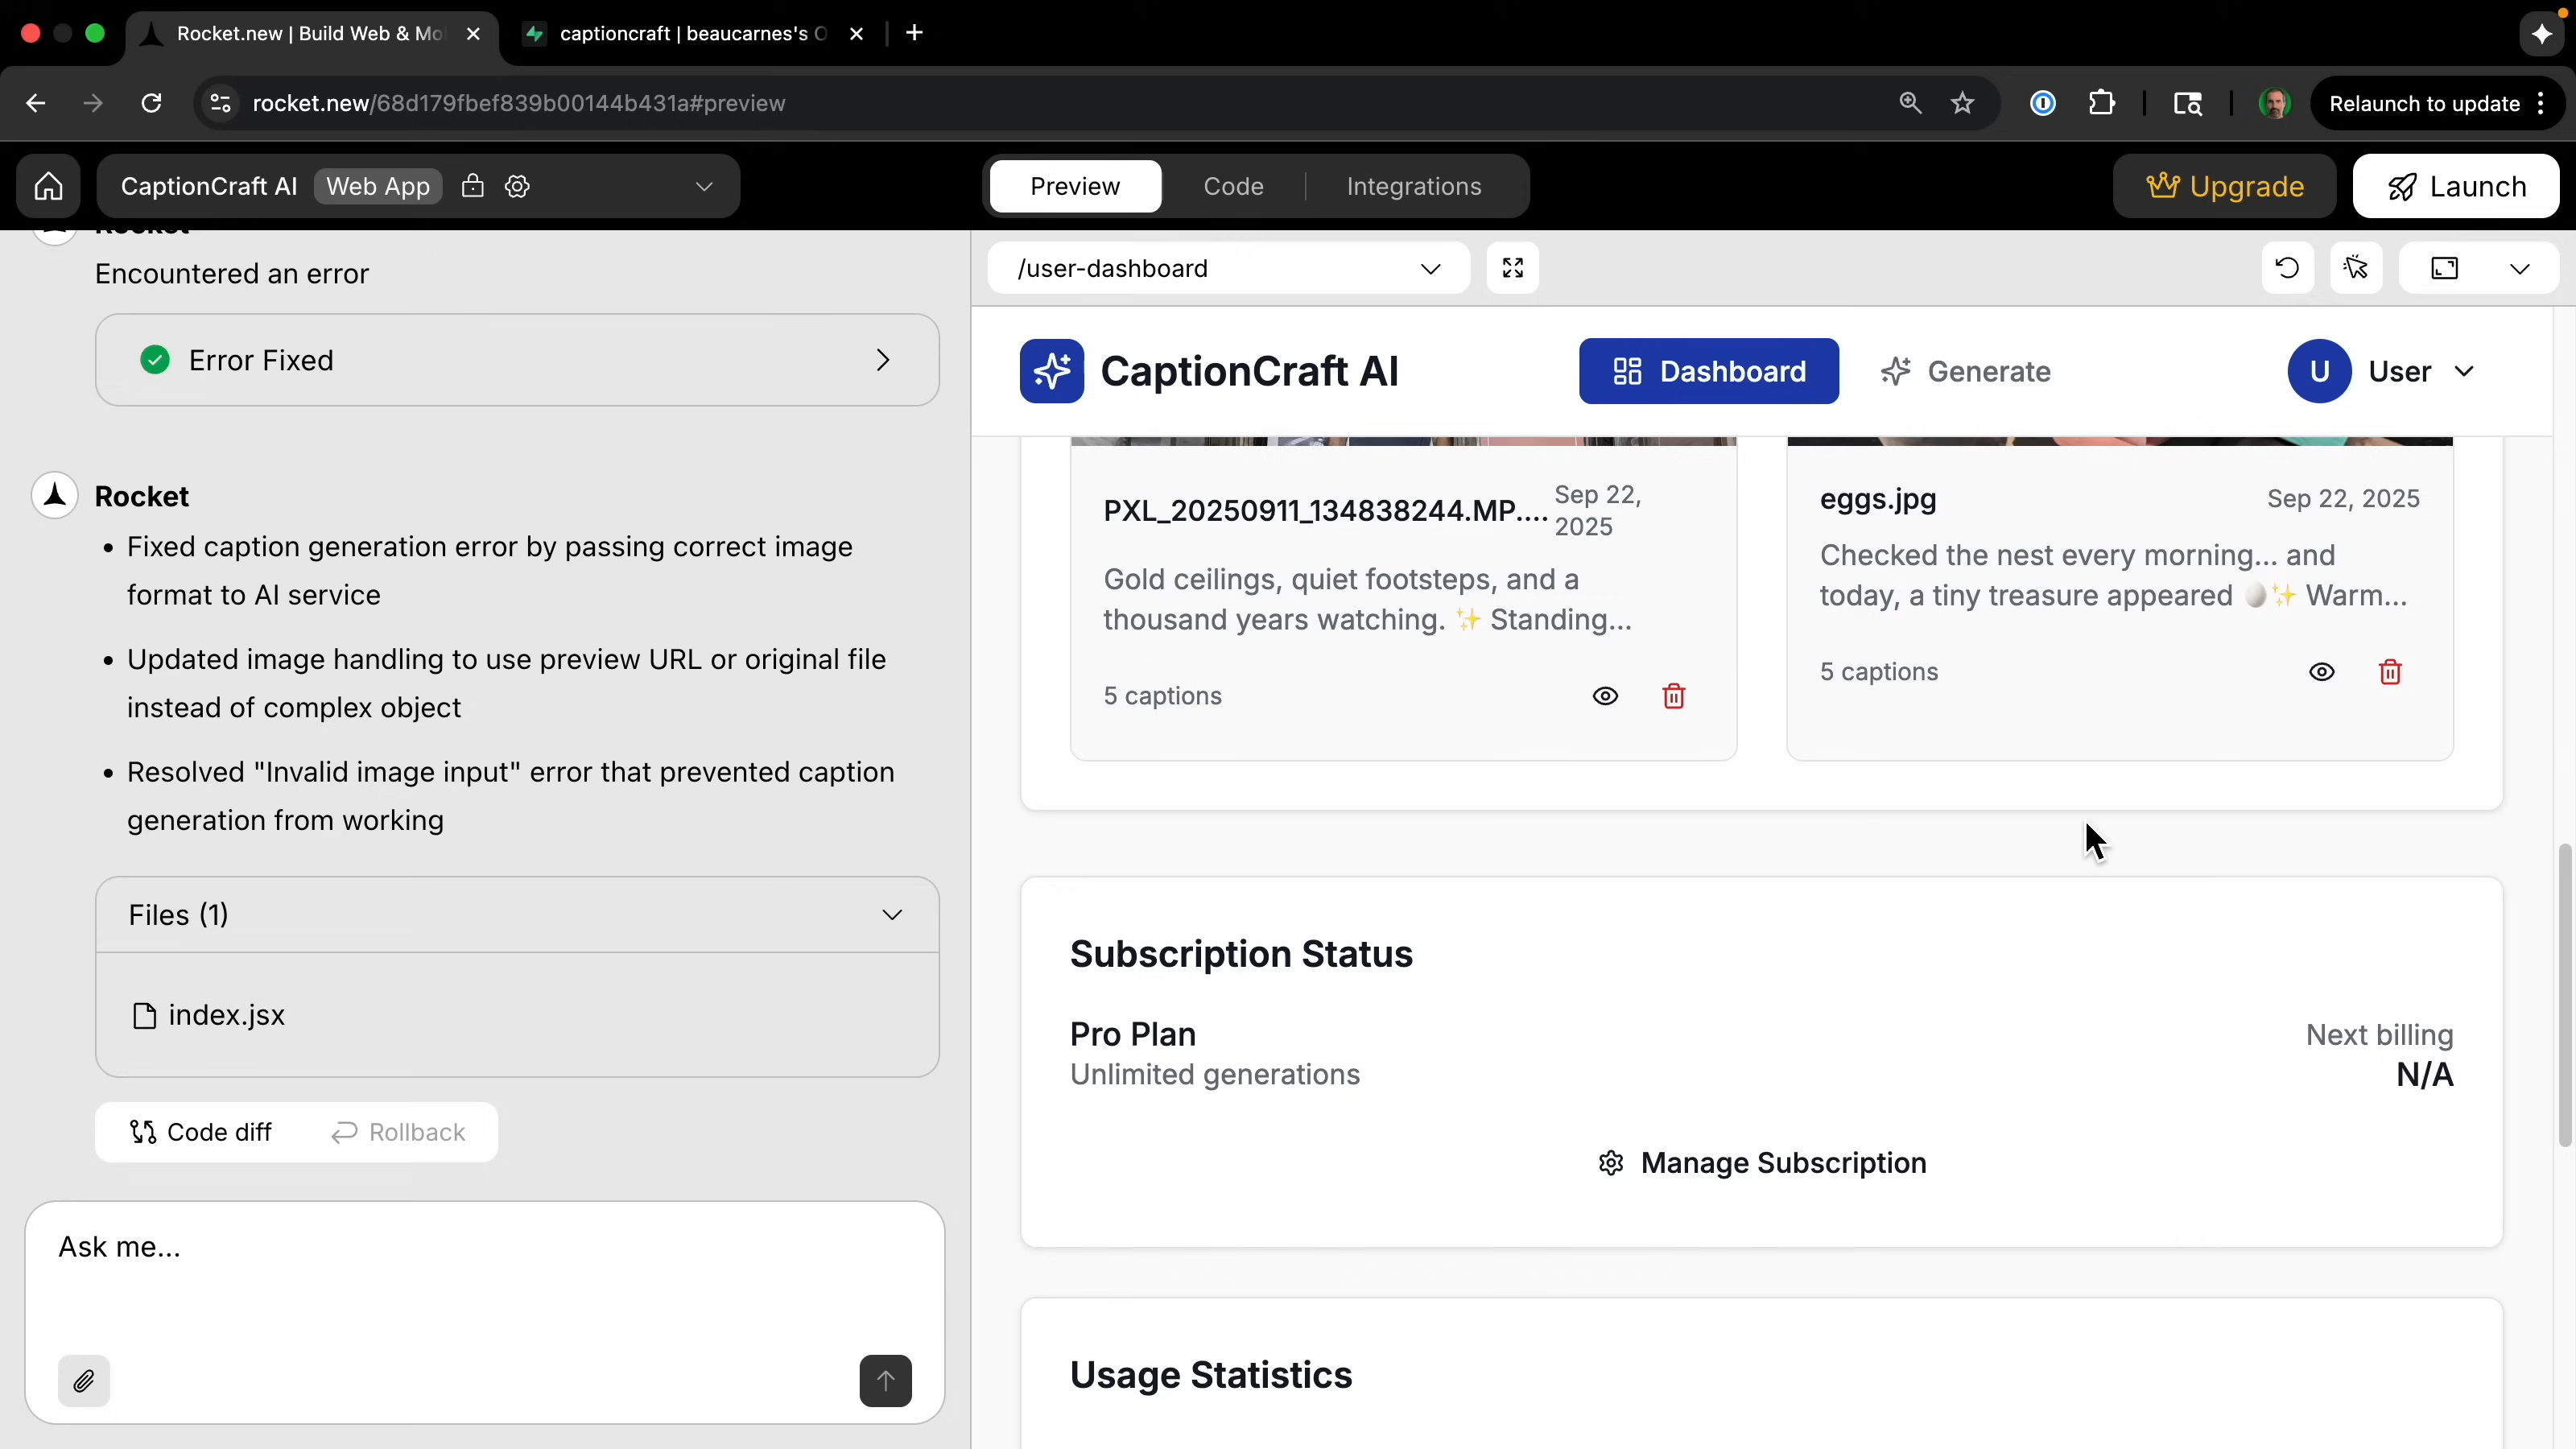 Rocket.new | Build Web & Mo
captioncraft | beaucarnes's O
rocket.new/68d179fbef839b00144b431a#preview
Relaunch to update
CaptionCraft AI
Web App
Preview
Code
Integrations
Upgrade
Launch
Rocket
Encountered an error
Error Fixed
Rocket
• Fixed caption generation error by passing correct image
format to AI service
• Updated image handling to use preview URL or original file
instead of complex object
• Resolved "Invalid image input" error that prevented caption
generation from working
Files (1)
index.jsx
Code diff
Rollback
Ask me...
/user-dashboard
CaptionCraft AI
Dashboard
Generate
U
User
PXL_20250911_134838244.MP....
Sep 22,
2025
Gold ceilings, quiet footsteps, and a
thousand years watching. ✨ Standing...
5 captions
eggs.jpg
Sep 22, 2025
Checked the nest every morning... and
today, a tiny treasure appeared 🥚✨ Warm...
5 captions
Subscription Status
Pro Plan
Unlimited generations
Next billing
N/A
Manage Subscription
Usage Statistics